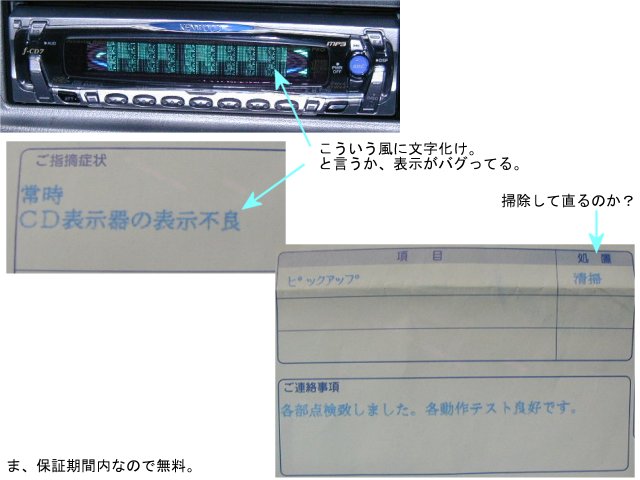 KENWOOD
f-CD7
MP3
こういう風に文字化け。
と言うか、表示がバグってる。
ご指摘症状
常時
ＣＤ表示器の表示不良
掃除して直るのか？
項 目 処 置
ﾋﾟｯｸｱｯﾌﾟ 清掃
ご連絡事項
各部点検致しました。各動作テスト良好です。
ま、保証期間内なので無料。